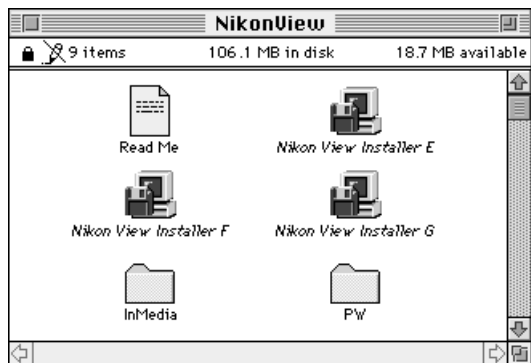 NikonView
9 items 106.1 MB in disk 18.7 MB available
Read Me Nikon View Installer E
Nikon View Installer F Nikon View Installer G
InMedia PW